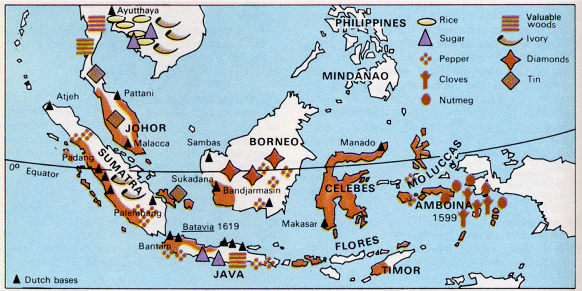 Ayutthaya
PHILIPPINES
Rice
Valuable
woods
Sugar
Ivory
Pepper
Diamonds
Cloves
Tin
Nutmeg
MINDANAO
Atjeh
Pattani
JOHOR
Malacca
Sambas
BORNEO
Manado
MOLUCCAS
Padang
SUMATRA
0° Equator
Sukadana
Bandjarmasin
CELEBES
AMBOINA
1599
Palembang
Batavia 1619
Makasar
Bantam
FLORES
JAVA
TIMOR
Dutch bases